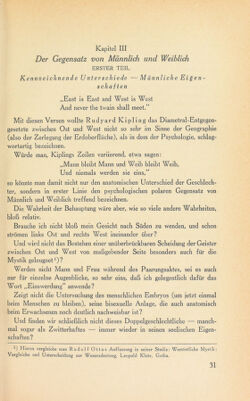 Kapitel III
Der Gegensatz von Männlich und Weiblich
ERSTER TEIL
Kennzeichnende Unterschiede — Männliche Eigen-
schaften
„East is East and West is West
And never the twain shall meet.“
Mit diesen Versen wollte Rudyard Kipling das Diametral-Entgegen-
gesetzte zwischen Ost und West nicht so sehr im Sinne der Geographie
(also der Zerlegung der Erdoberfläche), als in dem der Psychologie, schlag-
wortartig bezeichnen.
Würde man, Kiplings Zeilen variierend, etwa sagen:
„Mann bleibt Mann und Weib bleibt Weib,
Und niemals werden sie eins“,
so könnte man damit nicht nur den anatomischen Unterschied der Geschlech-
ter, sondern in erster Linie den psychologischen polaren Gegensatz von
Männlich und Weiblich treffend bezeichnen.
Die Wahrheit der Behauptung wäre aber, wie so viele andere Wahrheiten,
bloß relativ.
Brauche ich nicht bloß mein Gesicht nach Süden zu wenden, und schon
strömen links Ost und rechts West ineinander über?
Und wird nicht das Bestehen einer unüberbrückbaren Scheidung der Geister
zwischen Ost und West von maßgebender Seite besonders auch für die
Mystik geleugnet¹)?
Werden nicht Mann und Frau während des Paarungsaktes, sei es auch nur
für einzelne Augenblicke, so sehr eins, daß ich gelegentlich dafür das
Wort „Einswerdung“ anwende?
Zeigt nicht die Untersuchung des menschlichen Embryos (um allein beim
Menschen zu bleiben), daß seine bisexuelle Anlage, die auch anatomisch
beim Erwachsenen noch deutlich nachweisbar ist?
Und finden wir schließlich nicht dieses Doppelgeschlechtliche — manch-
mal sogar als Zwitterhaftes — immer wieder in seinen seelischen Eigen-
schaften?
¹) Hierzu vergleiche man Rudolf Ottos Auffassung in seiner Studie: Westöstliche Mystik;
Vergleiche und Unterscheidung zur Wesensdeutung. Leopold Klotz, Gotha.
31